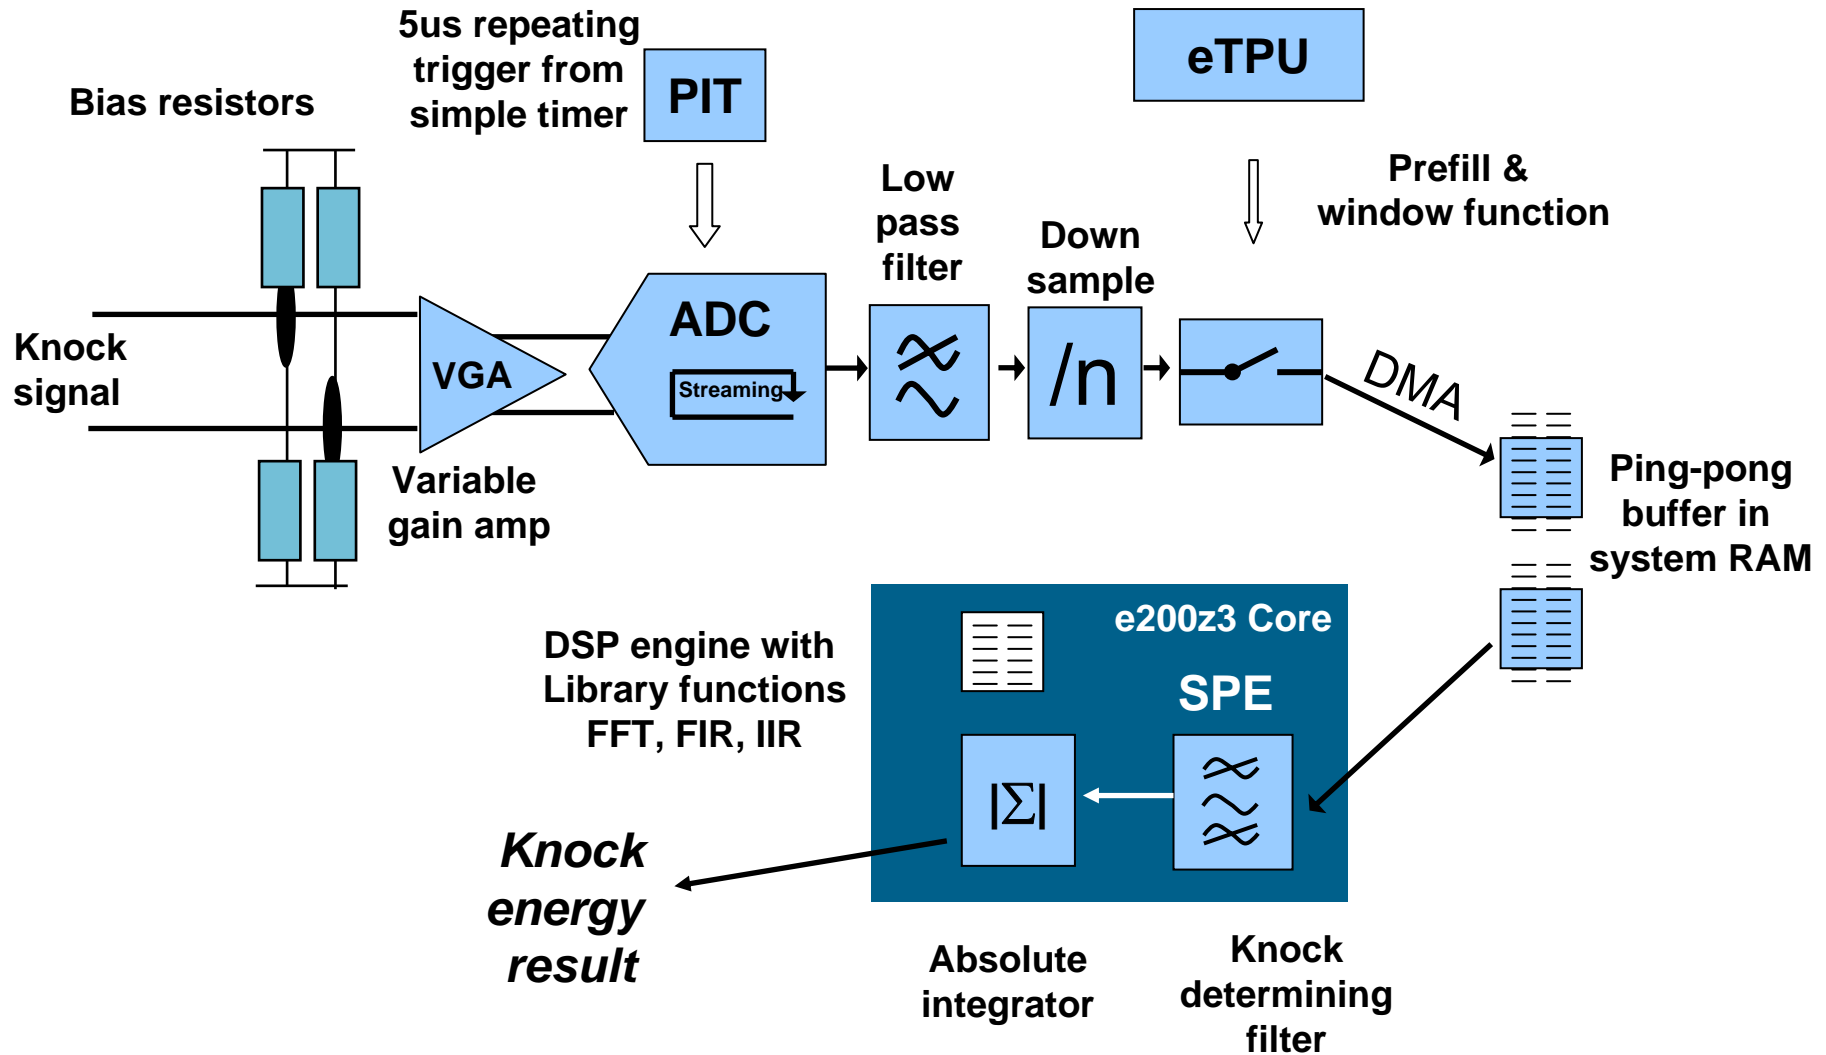 5us repeating
trigger from
simple timer
PIT
eTPU
Bias resistors
Prefill &
window function
Low
pass
filter
Down
sample
Knock
signal
VGA
ADC
Streaming
/n
DMA
Variable
gain amp
Ping-pong
buffer in
system RAM
DSP engine with
Library functions
FFT, FIR, IIR
e200z3 Core
SPE
|Σ|
Knock
energy
result
Absolute
integrator
Knock
determining
filter